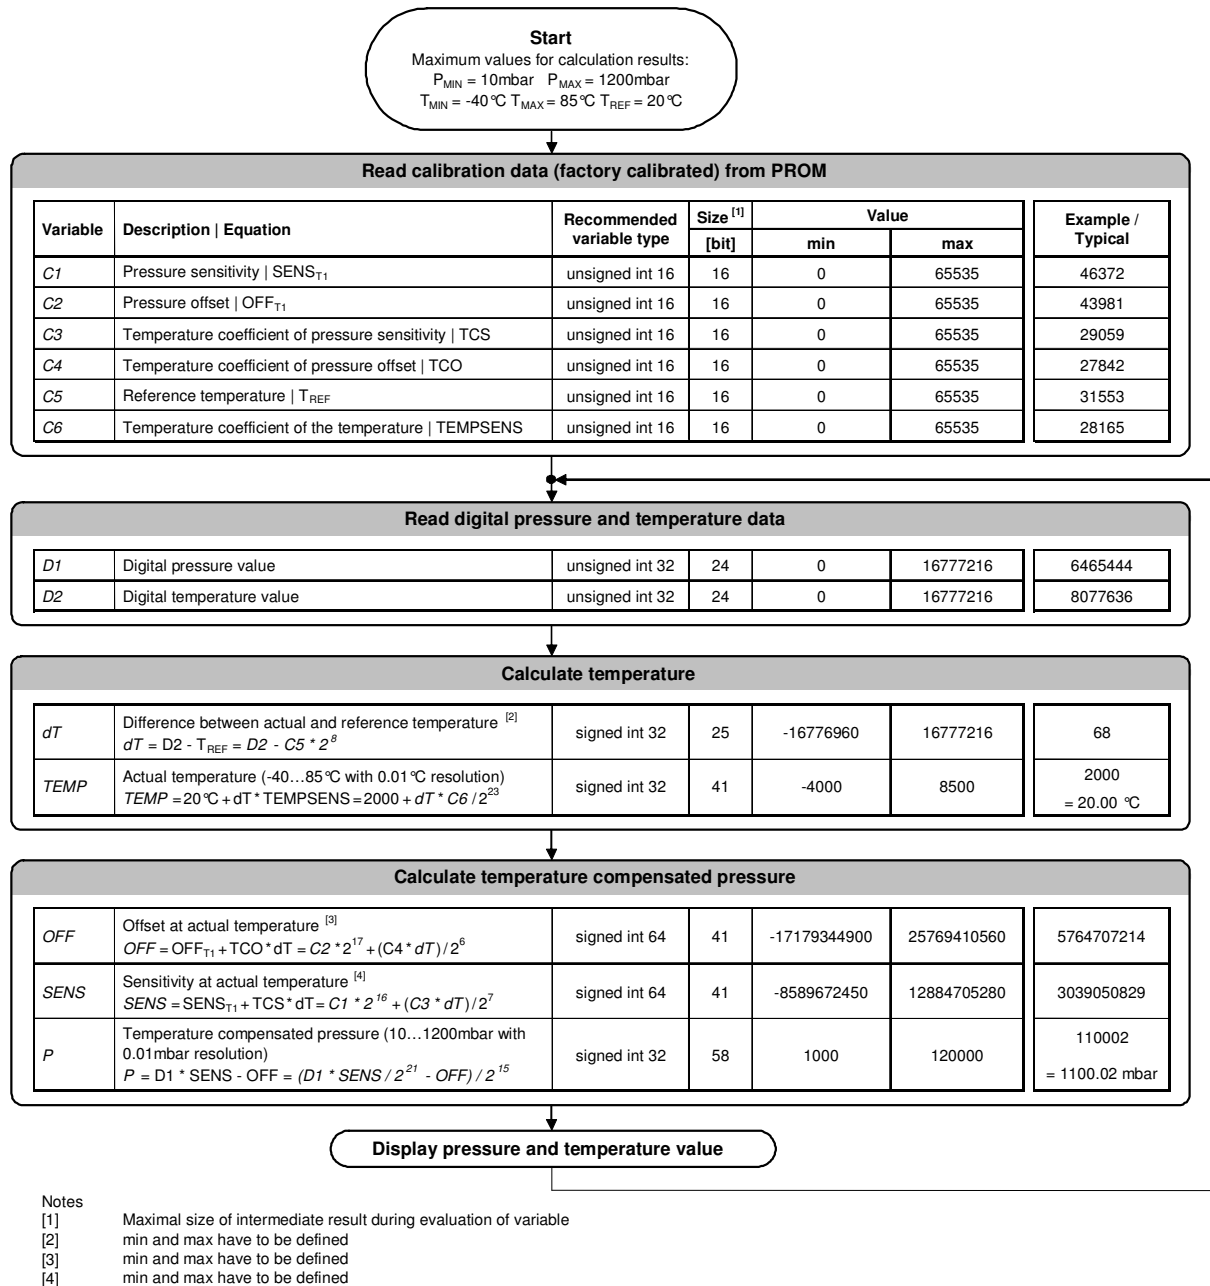 Start
Maximum values for calculation results:
P_MIN = 10mbar P_MAX = 1200mbar
T_MIN = -40°C T_MAX = 85°C T_REF = 20°C
Read calibration data (factory calibrated) from PROM
Variable Description | Equation Recommended variable type Size [1] [bit] Value min max Example / Typical
C1 Pressure sensitivity | SENS_T1 unsigned int 16 16 0 65535 46372
C2 Pressure offset | OFF_T1 unsigned int 16 16 0 65535 43981
C3 Temperature coefficient of pressure sensitivity | TCS unsigned int 16 16 0 65535 29059
C4 Temperature coefficient of pressure offset | TCO unsigned int 16 16 0 65535 27842
C5 Reference temperature | T_REF unsigned int 16 16 0 65535 31553
C6 Temperature coefficient of the temperature | TEMPSENS unsigned int 16 16 0 65535 28165
Read digital pressure and temperature data
D1 Digital pressure value unsigned int 32 24 0 16777216 6465444
D2 Digital temperature value unsigned int 32 24 0 16777216 8077636
Calculate temperature
dT Difference between actual and reference temperature [2]
dT = D2 - T_REF = D2 - C5 * 2^8 signed int 32 25 -16776960 16777216 68
TEMP Actual temperature (-40…85°C with 0.01°C resolution)
TEMP = 20°C + dT * TEMPSENS = 2000 + dT * C6 / 2^23 signed int 32 41 -4000 8500 2000
= 20.00 °C
Calculate temperature compensated pressure
OFF Offset at actual temperature [3]
OFF = OFF_T1 + TCO * dT = C2 * 2^17 + (C4 * dT) / 2^6 signed int 64 41 -17179344900 25769410560 5764707214
SENS Sensitivity at actual temperature [4]
SENS = SENS_T1 + TCS * dT = C1 * 2^16 + (C3 * dT) / 2^7 signed int 64 41 -8589672450 12884705280 3039050829
P Temperature compensated pressure (10…1200mbar with
0.01mbar resolution)
P = D1 * SENS - OFF = (D1 * SENS / 2^21 - OFF) / 2^15 signed int 32 58 1000 120000 110002
= 1100.02 mbar
Display pressure and temperature value
Notes
[1] Maximal size of intermediate result during evaluation of variable
[2] min and max have to be defined
[3] min and max have to be defined
[4] min and max have to be defined